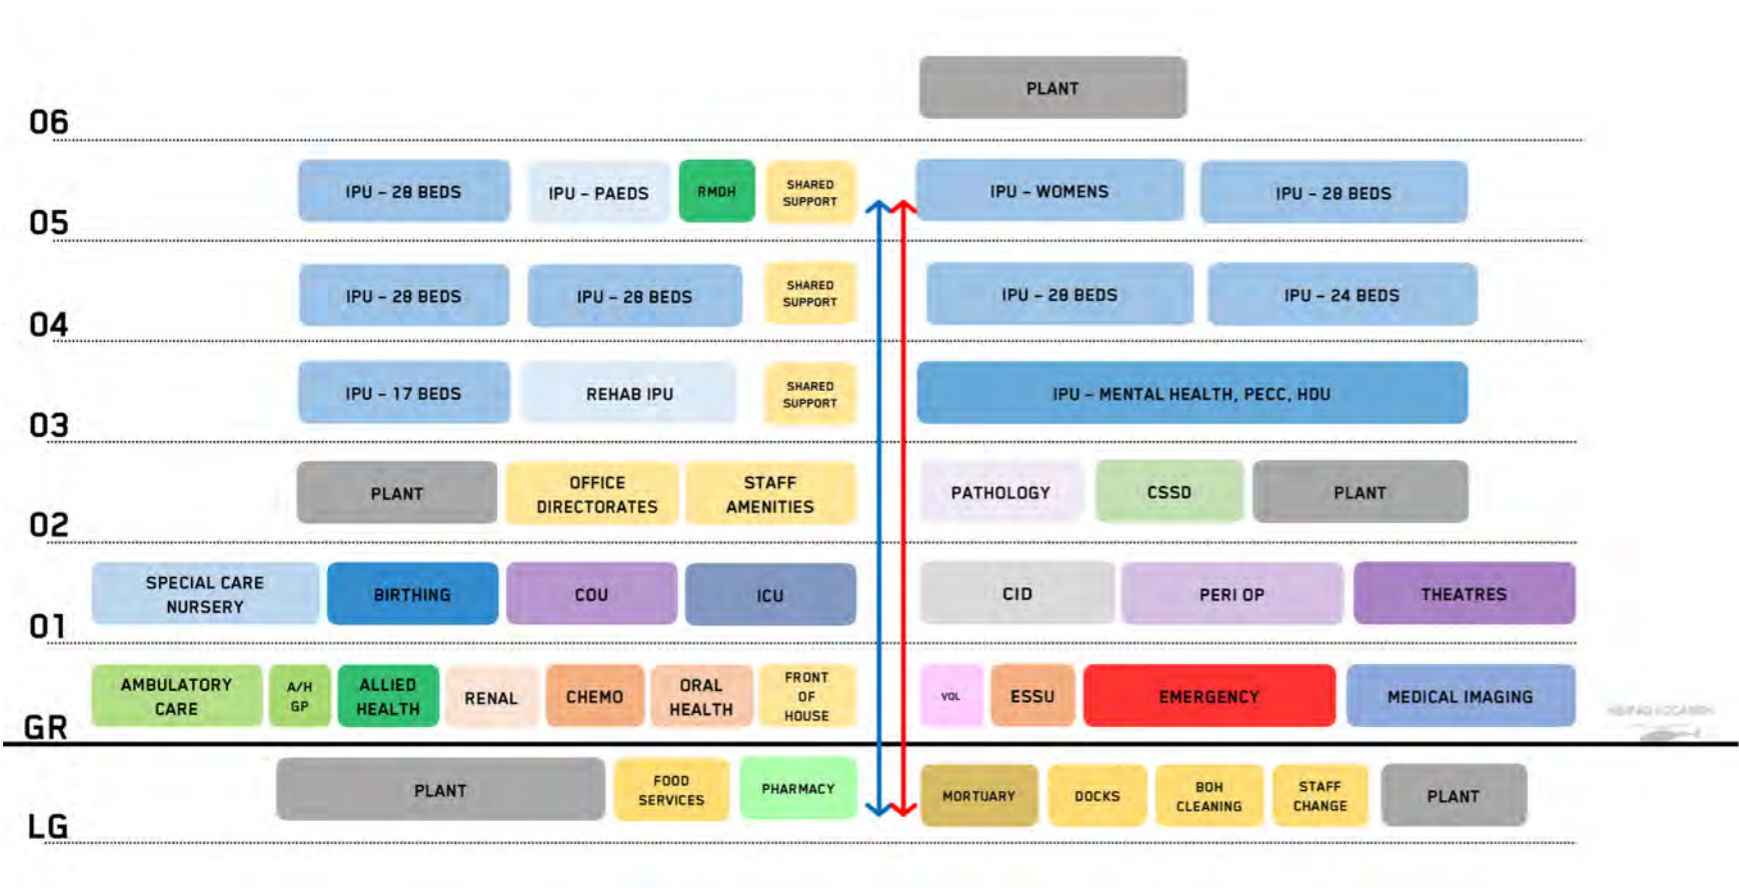 PLANT
06
IPU – 28 BEDS
IPU – PAEDS
RMDH
SHARED
SUPPORT
IPU – WOMENS
IPU – 28 BEDS
05
IPU – 28 BEDS
IPU – 28 BEDS
SHARED
SUPPORT
IPU – 28 BEDS
IPU – 24 BEDS
04
IPU – 17 BEDS
REHAB IPU
SHARED
SUPPORT
IPU – MENTAL HEALTH, PECC, HDU
03
PLANT
OFFICE
DIRECTORATES
STAFF
AMENITIES
PATHOLOGY
CSSD
PLANT
02
SPECIAL CARE
NURSERY
BIRTHING
COU
ICU
CID
PERI OP
THEATRES
01
AMBULATORY
CARE
A/H
GP
ALLIED
HEALTH
RENAL
CHEMO
ORAL
HEALTH
FRONT
OF
HOUSE
VOL
ESSU
EMERGENCY
MEDICAL IMAGING
GR
PLANT
FOOD
SERVICES
PHARMACY
MORTUARY
DOCKS
BOH
CLEANING
STAFF
CHANGE
PLANT
LG